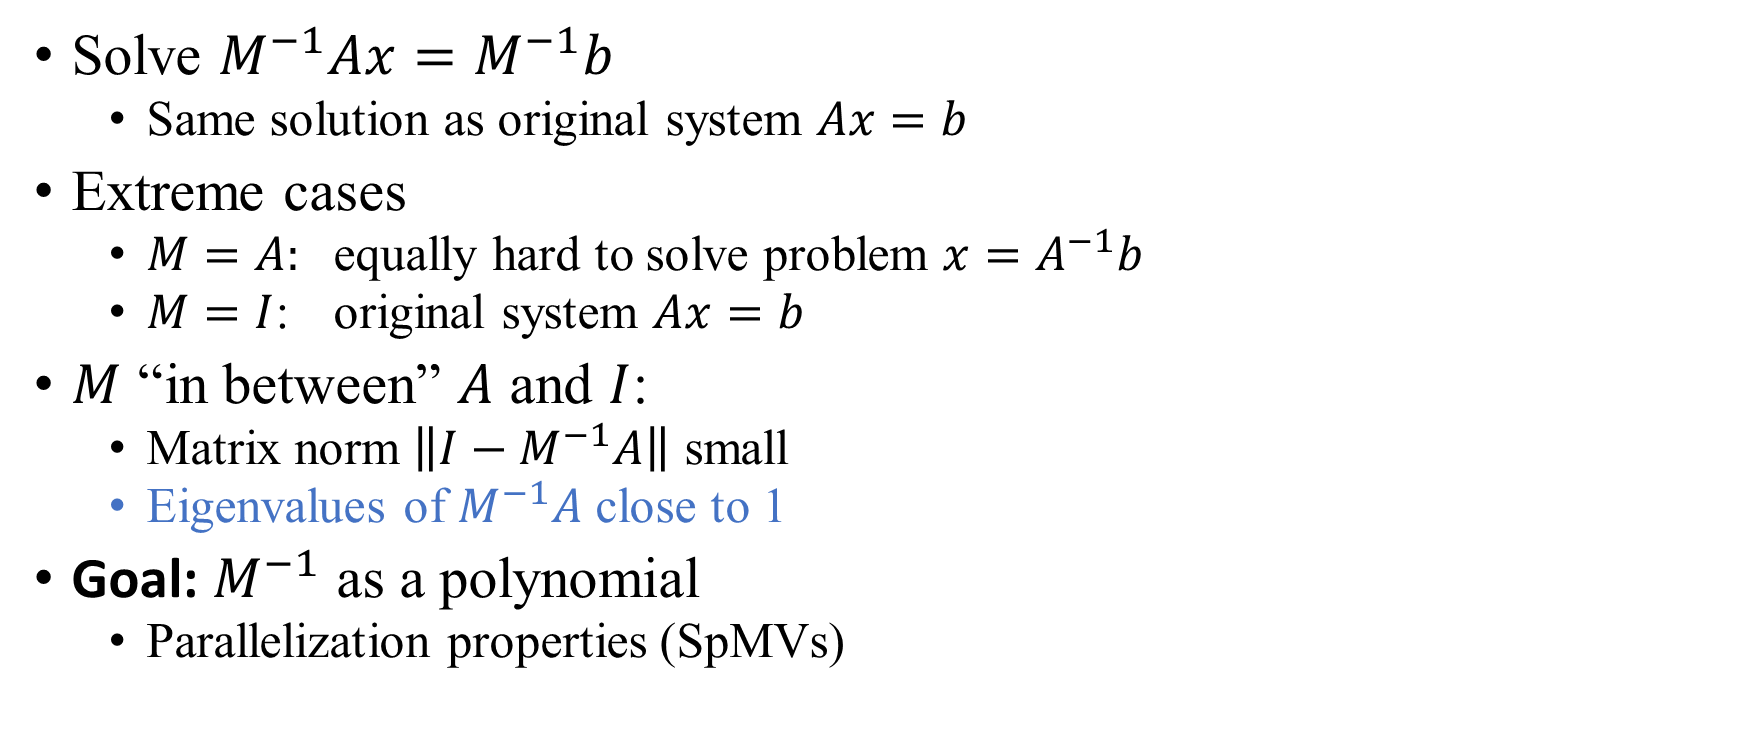 • Solve 𝑀⁻¹𝐴𝑥 = 𝑀⁻¹𝑏
• Same solution as original system 𝐴𝑥 = 𝑏
• Extreme cases
• 𝑀 = 𝐴: equally hard to solve problem 𝑥 = 𝐴⁻¹𝑏
• 𝑀 = 𝐼: original system 𝐴𝑥 = 𝑏
• 𝑀 “in between” 𝐴 and 𝐼:
• Matrix norm ‖𝐼 − 𝑀⁻¹𝐴‖ small
• Eigenvalues of 𝑀⁻¹𝐴 close to 1
• Goal: 𝑀⁻¹ as a polynomial
• Parallelization properties (SpMVs)